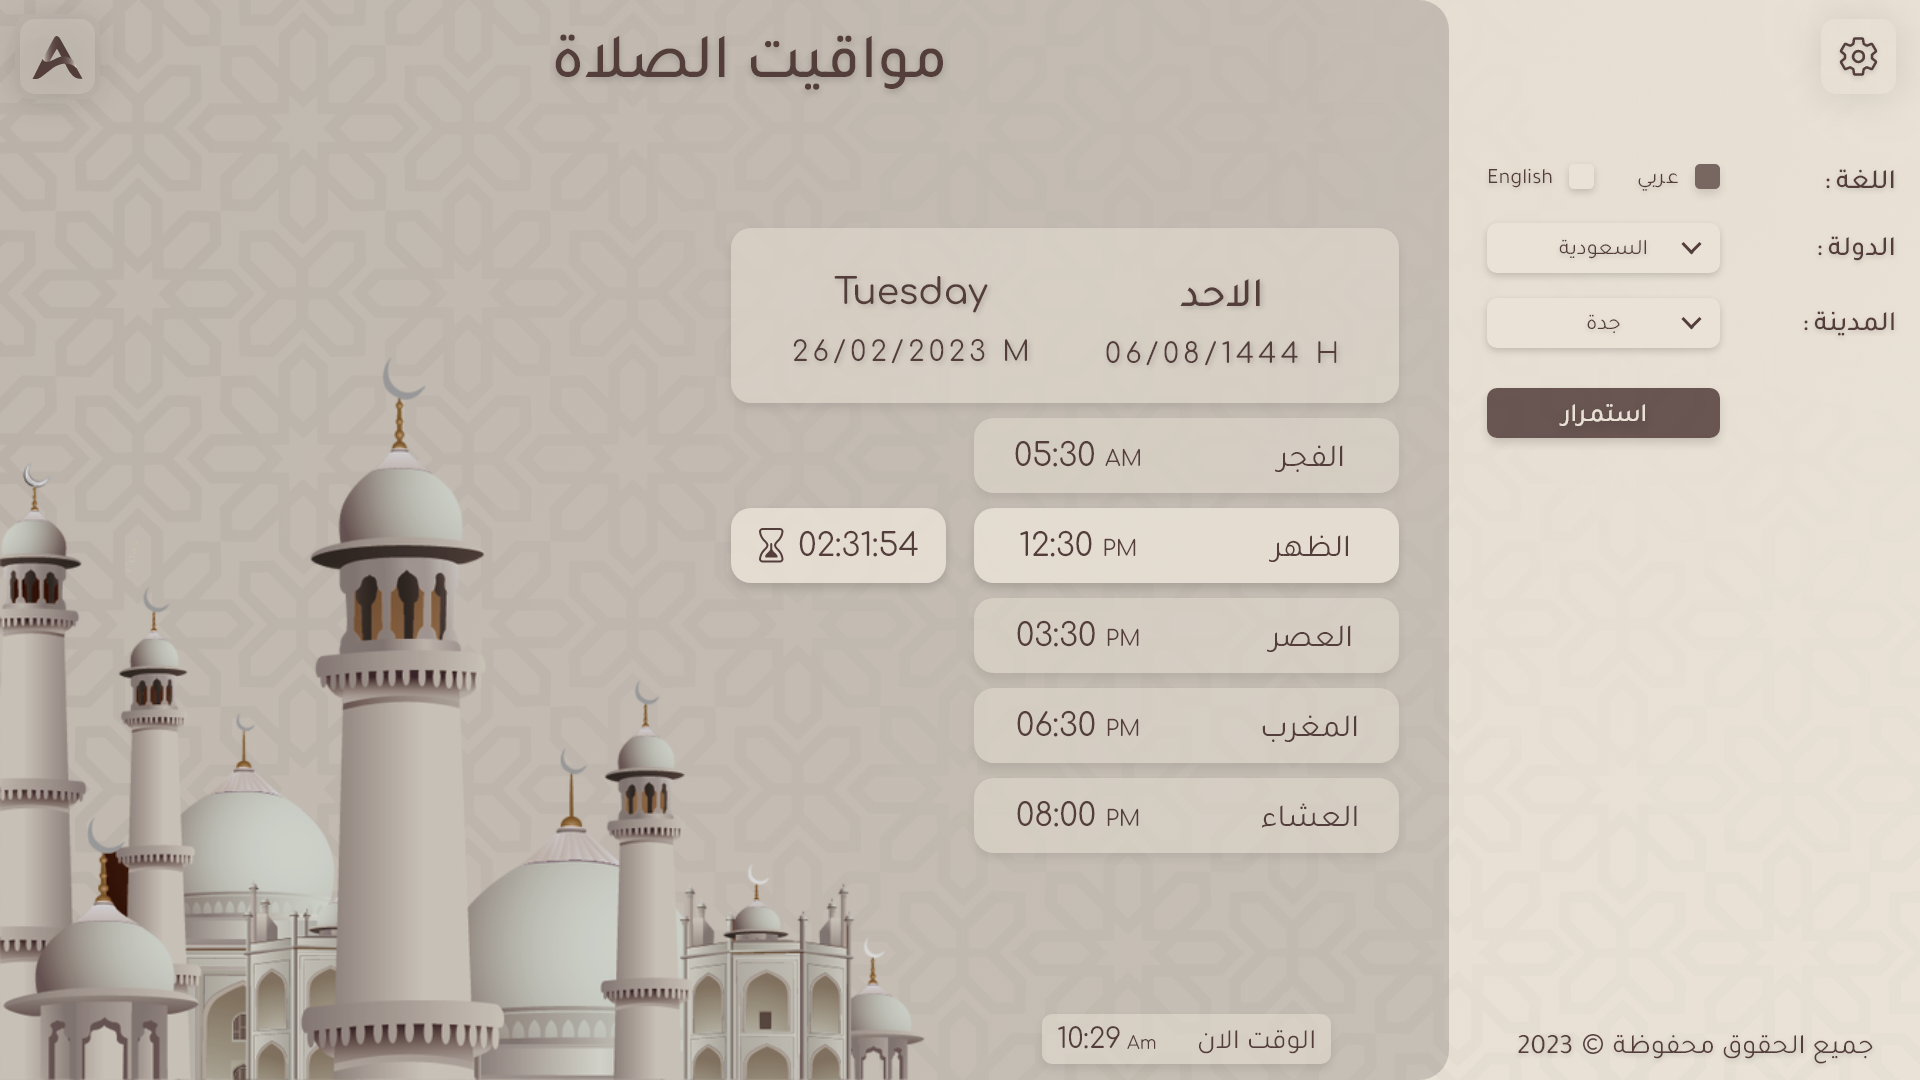 مواقيت الصلاة
اللغة :
عربي
English
الدولة :
السعودية
المدينة :
جدة
استمرار
الاحد
06/08/1444 H
Tuesday
26/02/2023 M
الفجر 05:30 AM
الظهر 12:30 PM
02:31:54
العصر 03:30 PM
المغرب 06:30 PM
العشاء 08:00 PM
الوقت الان 10:29 Am
جميع الحقوق محفوظة © 2023